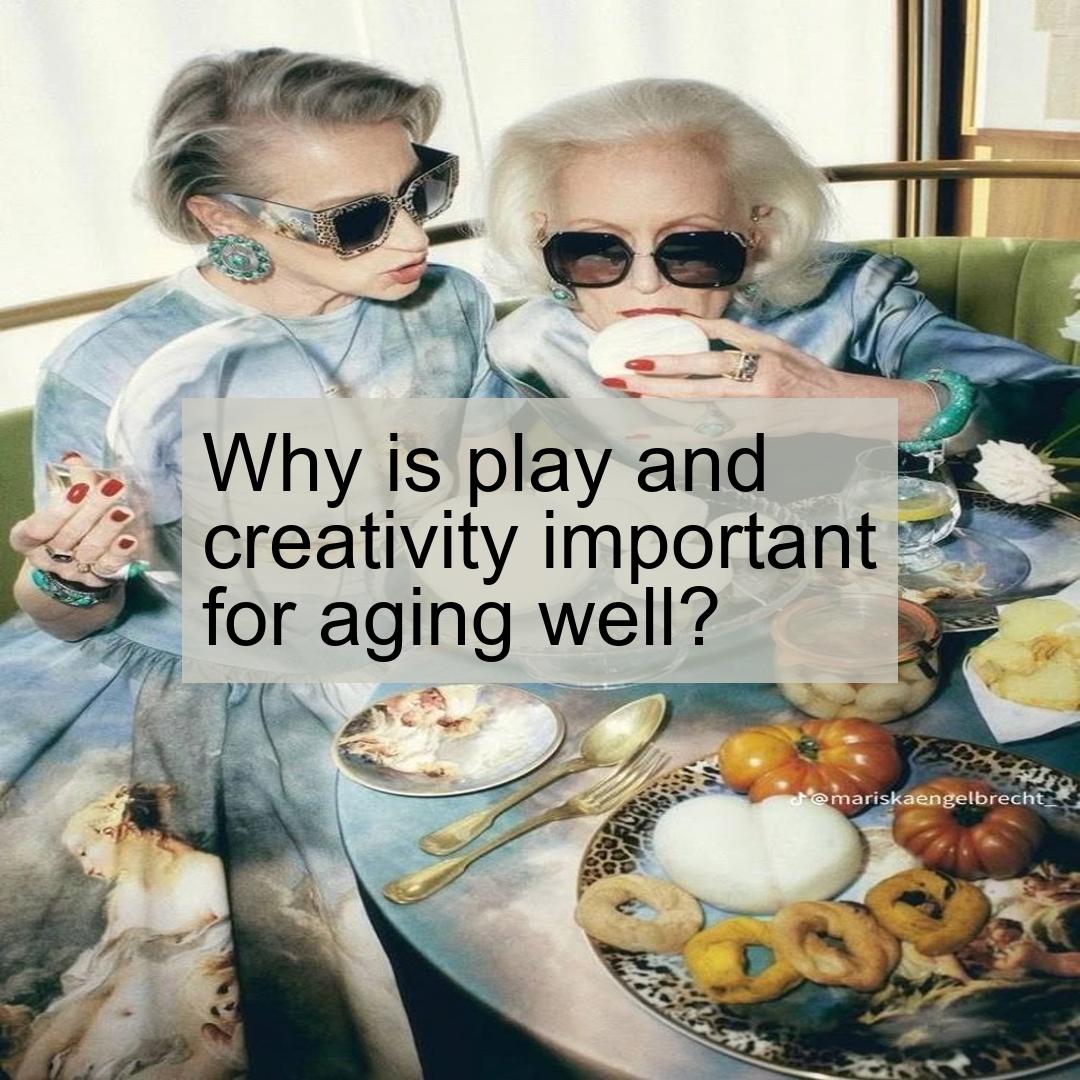 Why is play and
creativity important
for aging well?
@mariskaengelbrecht_